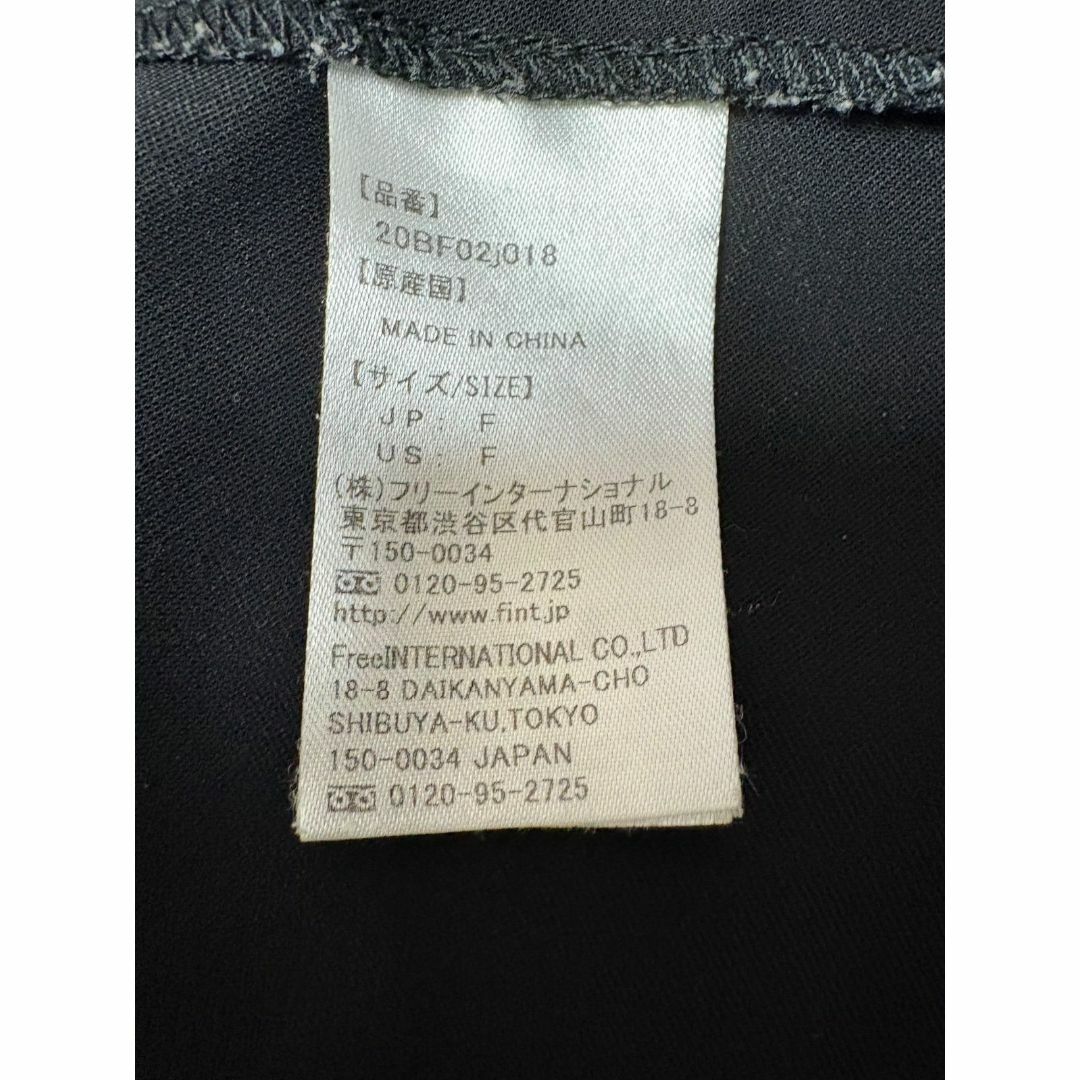 【品番】
20BF02j018
【原産国】
MADE IN CHINA
【サイズ/SIZE】
JP: F
US: F
(株)フリーインターナショナル
東京都渋谷区代官山町18-8
〒150-0034
0120-95-2725
http://www.fint.jp
FreeINTERNATIONAL CO.,LTD
18-8 DAIKANYAMA-CHO
SHIBUYA-KU,TOKYO
150-0034 JAPAN
0120-95-2725